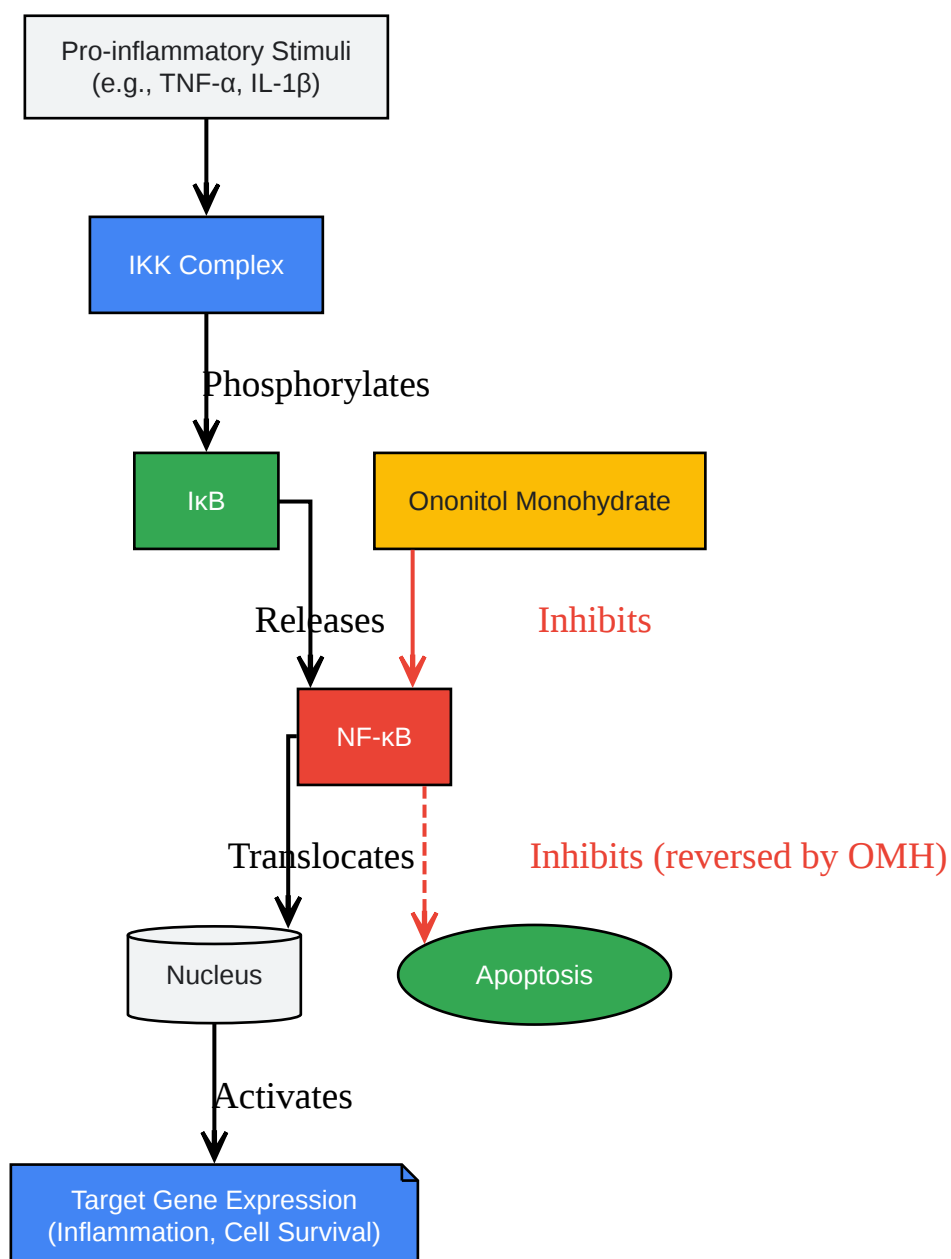 Pro-inflammatory Stimuli
(e.g., TNF-α, IL-1β)
IKK Complex
Phosphorylates
IκB
Ononitol Monohydrate
Releases
Inhibits
NF-κB
Translocates
Inhibits (reversed by OMH)
Nucleus
Apoptosis
Activates
Target Gene Expression
(Inflammation, Cell Survival)